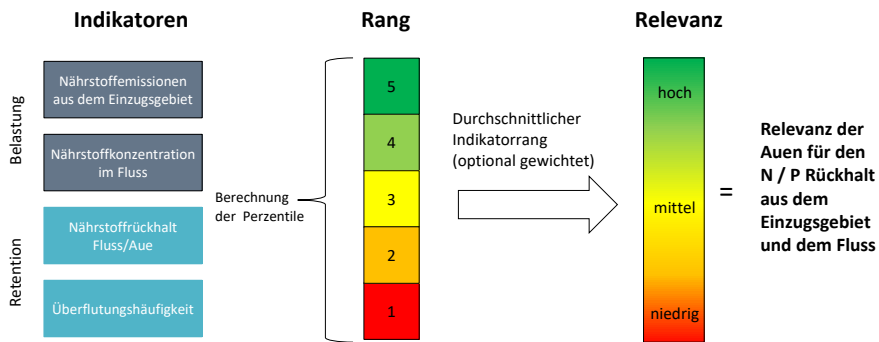 Indikatoren
Rang
Relevanz
Belastung
Nährstoffemissionen
aus dem Einzugsgebiet
Nährstoffkonzentration
im Fluss
Retention
Nährstoffrückhalt
Fluss/Aue
Überflutungshäufigkeit
Berechnung
der Perzentile
5
4
3
2
1
Durchschnittlicher
Indikatorrang
(optional gewichtet)
hoch
mittel
niedrig
=
Relevanz der
Auen für den
N / P Rückhalt
aus dem
Einzugsgebiet
und dem Fluss